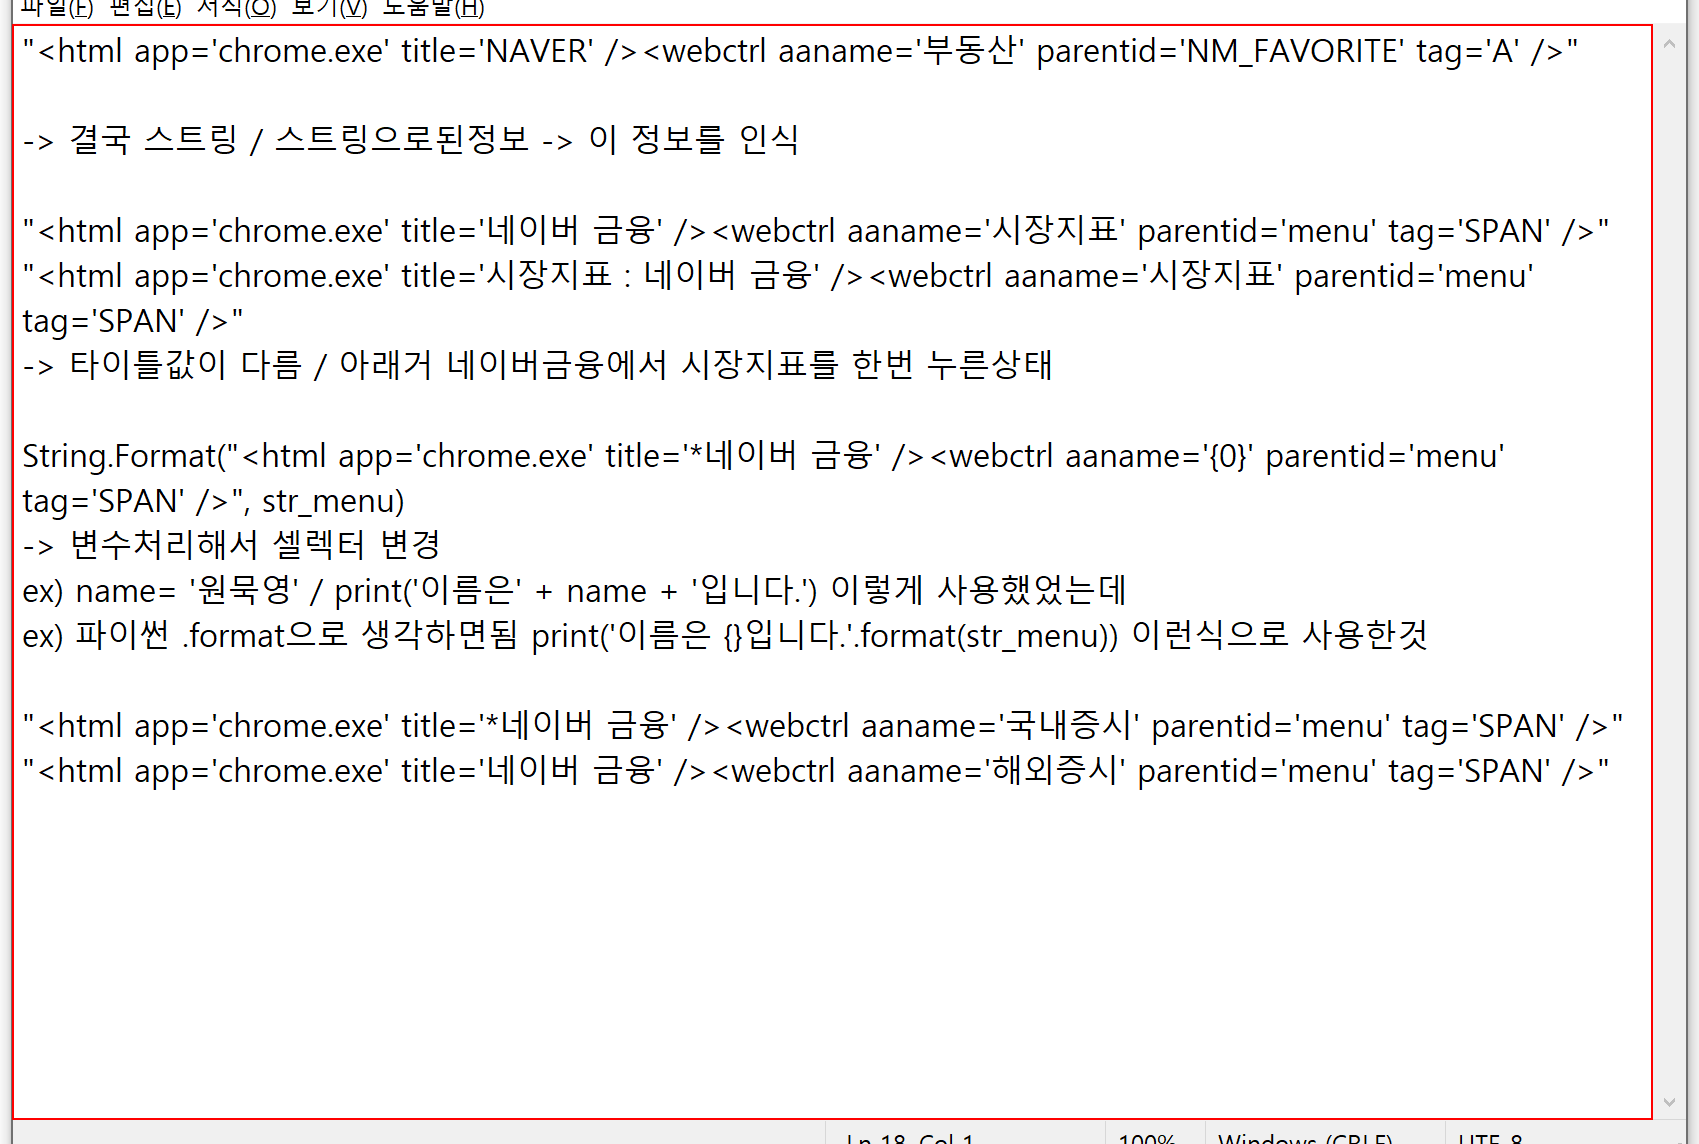 파일(F) 편집(E) 서식(O) 보기(V) 도움말(H)
"<html app='chrome.exe' title='NAVER' /><webctrl aaname='부동산' parentid='NM_FAVORITE' tag='A' />"
-> 결국 스트링 / 스트링으로된정보 -> 이 정보를 인식
"<html app='chrome.exe' title='네이버 금융' /><webctrl aaname='시장지표' parentid='menu' tag='SPAN' />"
"<html app='chrome.exe' title='시장지표 : 네이버 금융' /><webctrl aaname='시장지표' parentid='menu'
tag='SPAN' />"
-> 타이틀값이 다름 / 아래거 네이버금융에서 시장지표를 한번 누른상태
String.Format("<html app='chrome.exe' title='*네이버 금융' /><webctrl aaname='{0}' parentid='menu'
tag='SPAN' />", str_menu)
-> 변수처리해서 셀렉터 변경
ex) name= '원묵영' / print('이름은' + name + '입니다.') 이렇게 사용했었는데
ex) 파이썬 .format으로 생각하면됨 print('이름은 {}입니다.'.format(str_menu)) 이런식으로 사용한것
"<html app='chrome.exe' title='*네이버 금융' /><webctrl aaname='국내증시' parentid='menu' tag='SPAN' />"
"<html app='chrome.exe' title='네이버 금융' /><webctrl aaname='해외증시' parentid='menu' tag='SPAN' />"
Ln 18, Col 1 100% Windows (CRLF) UTF-8